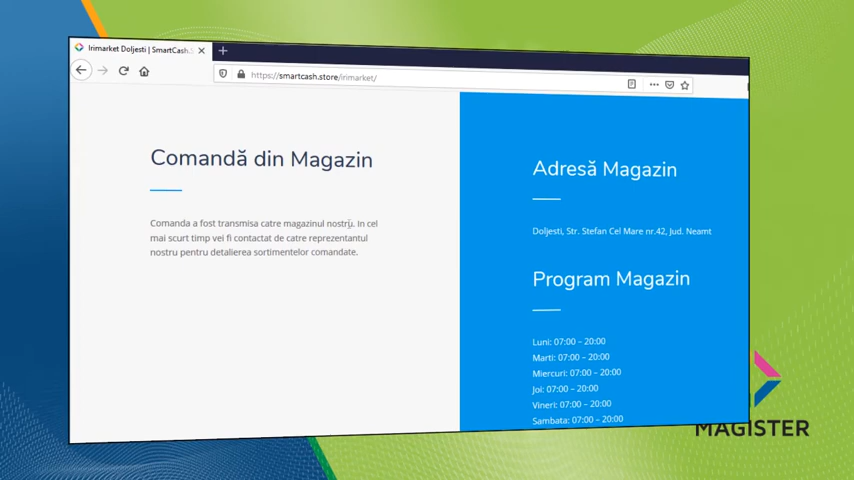 Irimarket Doljesti | SmartCash.S
https://smartcash.store/irimarket/
Comandă din Magazin
Comanda a fost transmisa catre magazinul nostru. In cel
mai scurt timp vei fi contactat de catre reprezentantul
nostru pentru detalierea sortimentelor comandate.
Adresă Magazin
Doljesti, Str. Stefan Cel Mare nr.42, Jud. Neamt
Program Magazin
Luni: 07:00 – 20:00
Marti: 07:00 – 20:00
Miercuri: 07:00 – 20:00
Joi: 07:00 – 20:00
Vineri: 07:00 – 20:00
Sambata: 07:00 – 20:00
MAGISTER